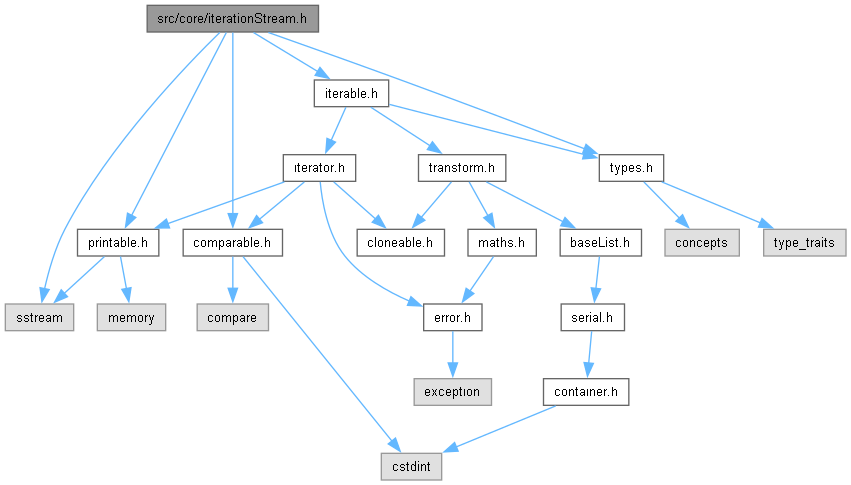 src/core/iterationStream.h
iterable.h
iterator.h
transform.h
types.h
printable.h
comparable.h
cloneable.h
maths.h
baseList.h
concepts
type_traits
sstream
memory
compare
error.h
serial.h
exception
container.h
cstdint